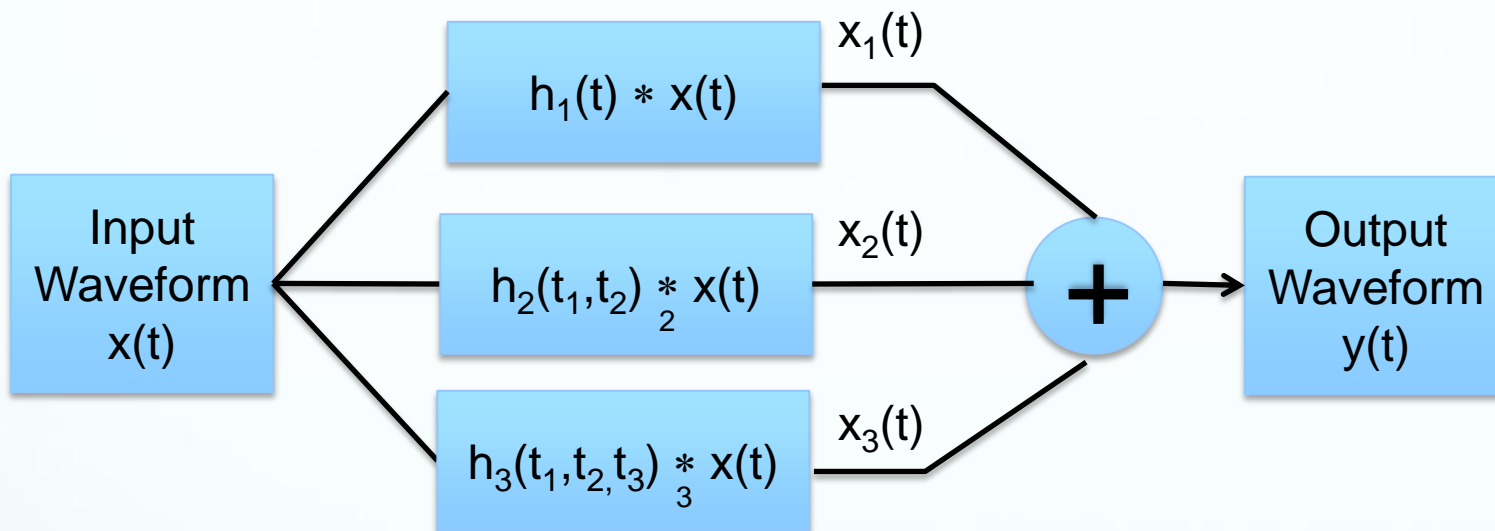 Input
Waveform
x(t)
h₁(t) * x(t)
x₁(t)
h₂(t₁,t₂) * x(t)
2
x₂(t)
h₃(t₁,t₂,t₃) * x(t)
3
x₃(t)
+
Output
Waveform
y(t)